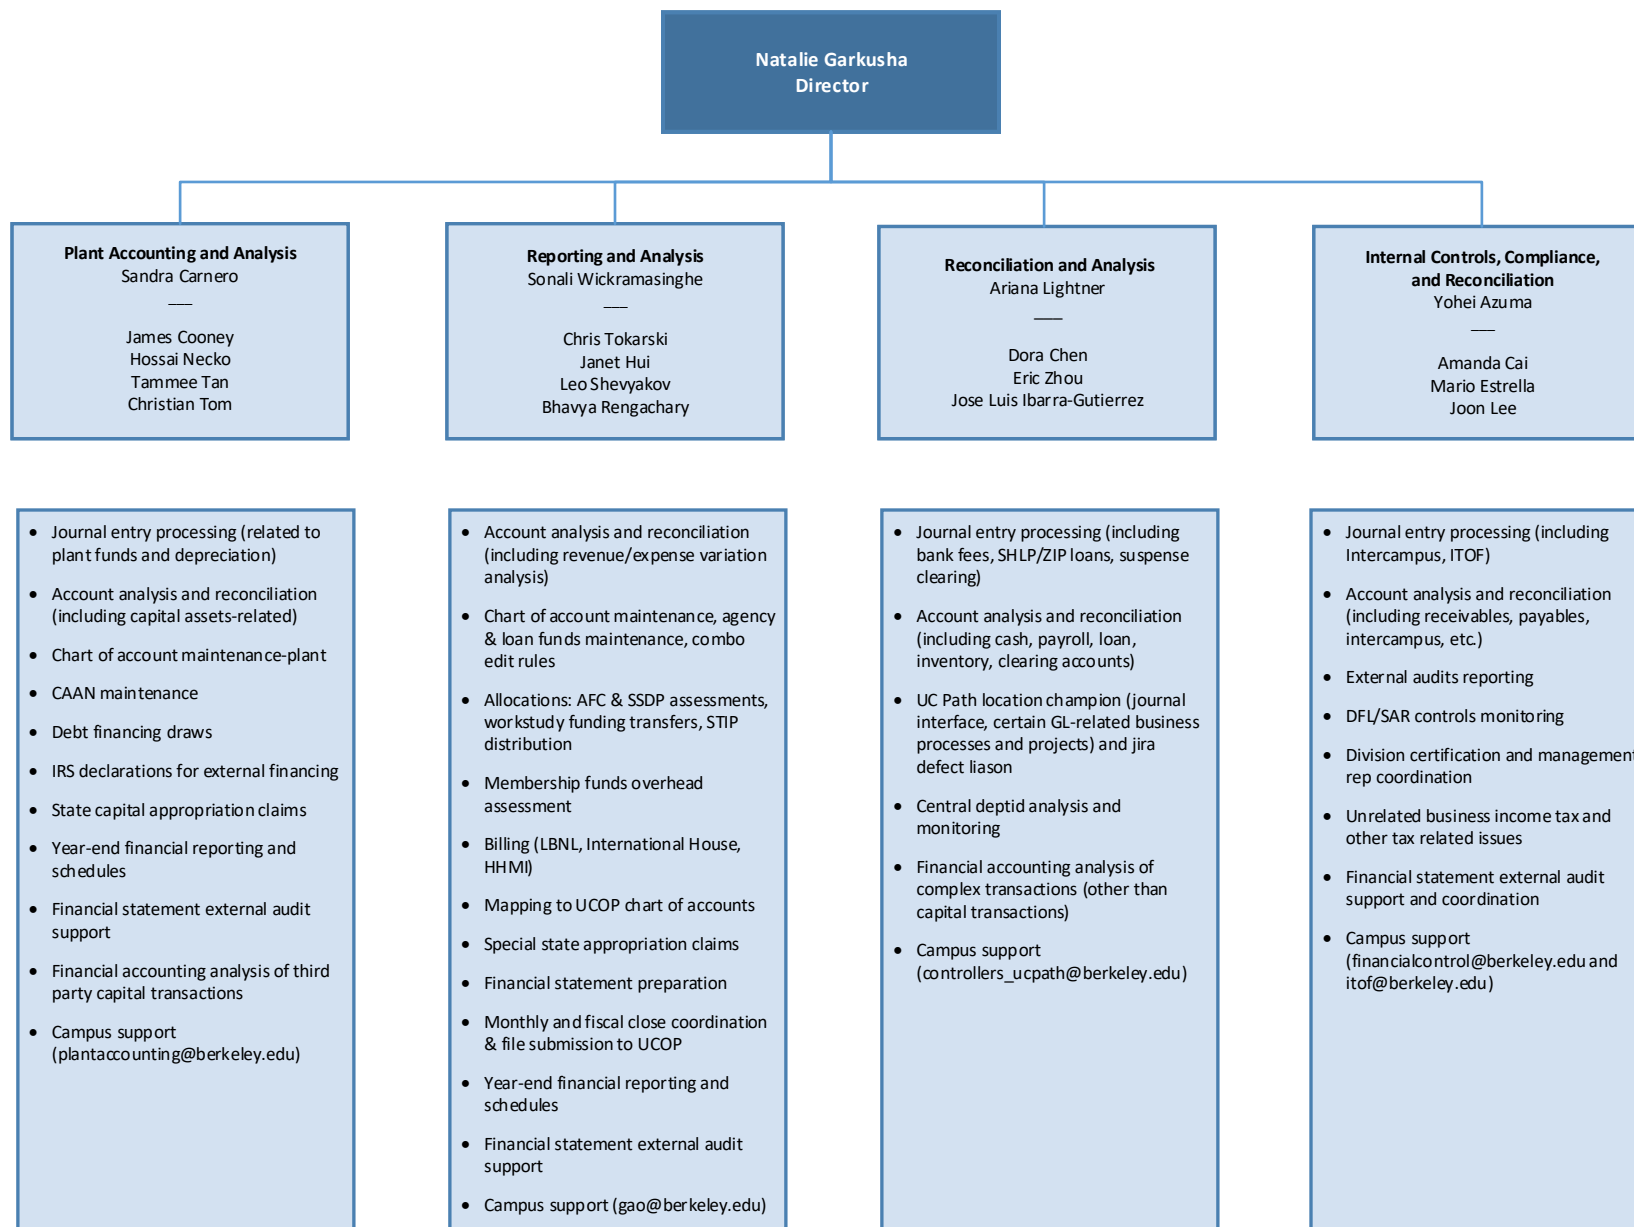 Natalie Garkusha
Director
Plant Accounting and Analysis
Sandra Carnero
___
James Cooney
Hossai Necko
Tammee Tan
Christian Tom
Reporting and Analysis
Sonali Wickramasinghe
___
Chris Tokarski
Janet Hui
Leo Shevyakov
Bhavya Rengachary
Reconciliation and Analysis
Ariana Lightner
___
Dora Chen
Eric Zhou
Jose Luis Ibarra-Gutierrez
Internal Controls, Compliance,
and Reconciliation
Yohei Azuma
___
Amanda Cai
Mario Estrella
Joon Lee
• Journal entry processing (related to
plant funds and depreciation)
• Account analysis and reconciliation
(including capital assets-related)
• Chart of account maintenance-plant
• CAAN maintenance
• Debt financing draws
• IRS declarations for external financing
• State capital appropriation claims
• Year-end financial reporting and
schedules
• Financial statement external audit
support
• Financial accounting analysis of third
party capital transactions
• Campus support
(plantaccounting@berkeley.edu)
• Account analysis and reconciliation
(including revenue/expense variation
analysis)
• Chart of account maintenance, agency
& loan funds maintenance, combo
edit rules
• Allocations: AFC & SSDP assessments,
workstudy funding transfers, STIP
distribution
• Membership funds overhead
assessment
• Billing (LBNL, International House,
HHMI)
• Mapping to UCOP chart of accounts
• Special state appropriation claims
• Financial statement preparation
• Monthly and fiscal close coordination
& file submission to UCOP
• Year-end financial reporting and
schedules
• Financial statement external audit
support
• Campus support (gao@berkeley.edu)
• Journal entry processing (including
bank fees, SHLP/ZIP loans, suspense
clearing)
• Account analysis and reconciliation
(including cash, payroll, loan,
inventory, clearing accounts)
• UC Path location champion (journal
interface, certain GL-related business
processes and projects) and jira
defect liason
• Central deptid analysis and
monitoring
• Financial accounting analysis of
complex transactions (other than
capital transactions)
• Campus support
(controllers_ucpath@berkeley.edu)
• Journal entry processing (including
Intercampus, ITOF)
• Account analysis and reconciliation
(including receivables, payables,
intercampus, etc.)
• External audits reporting
• DFL/SAR controls monitoring
• Division certification and management
rep coordination
• Unrelated business income tax and
other tax related issues
• Financial statement external audit
support and coordination
• Campus support
(financialcontrol@berkeley.edu and
itof@berkeley.edu)